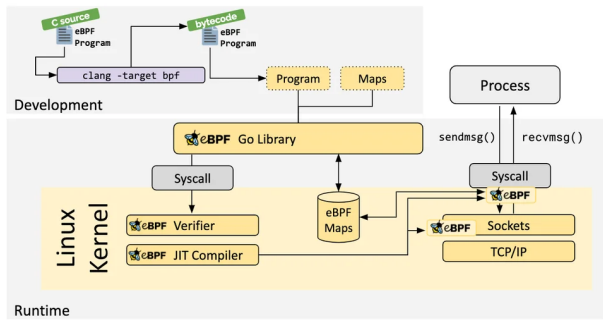 C source
eBPF
Program
bytecode
eBPF
Program
clang -target bpf
Program
Maps
Development
Process
eBPF Go Library
sendmsg()
recvmsg()
Syscall
Syscall
eBPF
Linux
Kernel
eBPF Verifier
eBPF
Maps
eBPF
Sockets
eBPF JIT Compiler
TCP/IP
Runtime